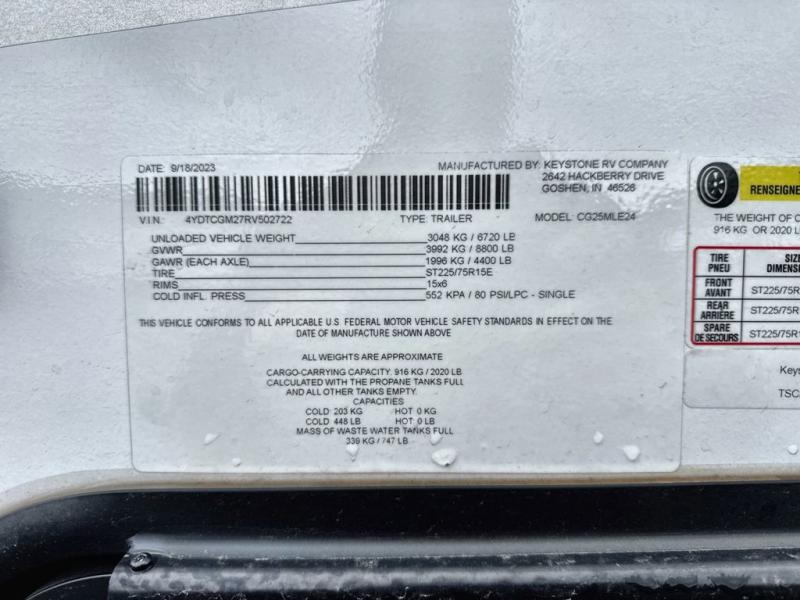 DATE: 9/18/2023
MANUFACTURED BY: KEYSTONE RV COMPANY
2642 HACKBERRY DRIVE
GOSHEN, IN 46526
V.I.N.: 4YDTCGM27RV502722 TYPE: TRAILER MODEL: CG25MLE24
UNLOADED VEHICLE WEIGHT 3048 KG / 6720 LB
GVWR 3992 KG / 8800 LB
GAWR (EACH AXLE) 1996 KG / 4400 LB
TIRE ST225/75R15E
RIMS 15x6
COLD INFL. PRESS 552 KPA / 80 PSI/LPC - SINGLE
THIS VEHICLE CONFORMS TO ALL APPLICABLE U.S FEDERAL MOTOR VEHICLE SAFETY STANDARDS IN EFFECT ON THE
DATE OF MANUFACTURE SHOWN ABOVE
ALL WEIGHTS ARE APPROXIMATE
CARGO-CARRYING CAPACITY 916 KG / 2020 LB
CALCULATED WITH THE PROPANE TANKS FULL
AND ALL OTHER TANKS EMPTY.
CAPACITIES
COLD 203 KG HOT 0 KG
COLD 448 LB HOT 0 LB
MASS OF WASTE WATER TANKS FULL
339 KG / 747 LB
RENSEIGNE
THE WEIGHT OF
916 KG OR 2020
TIRE
PNEU
SIZE
DIMENSI
FRONT
AVANT
ST225/75R
REAR
ARRIÈRE
ST225/75R
SPARE
DE SECOURS
ST225/75R
Keys
TSC